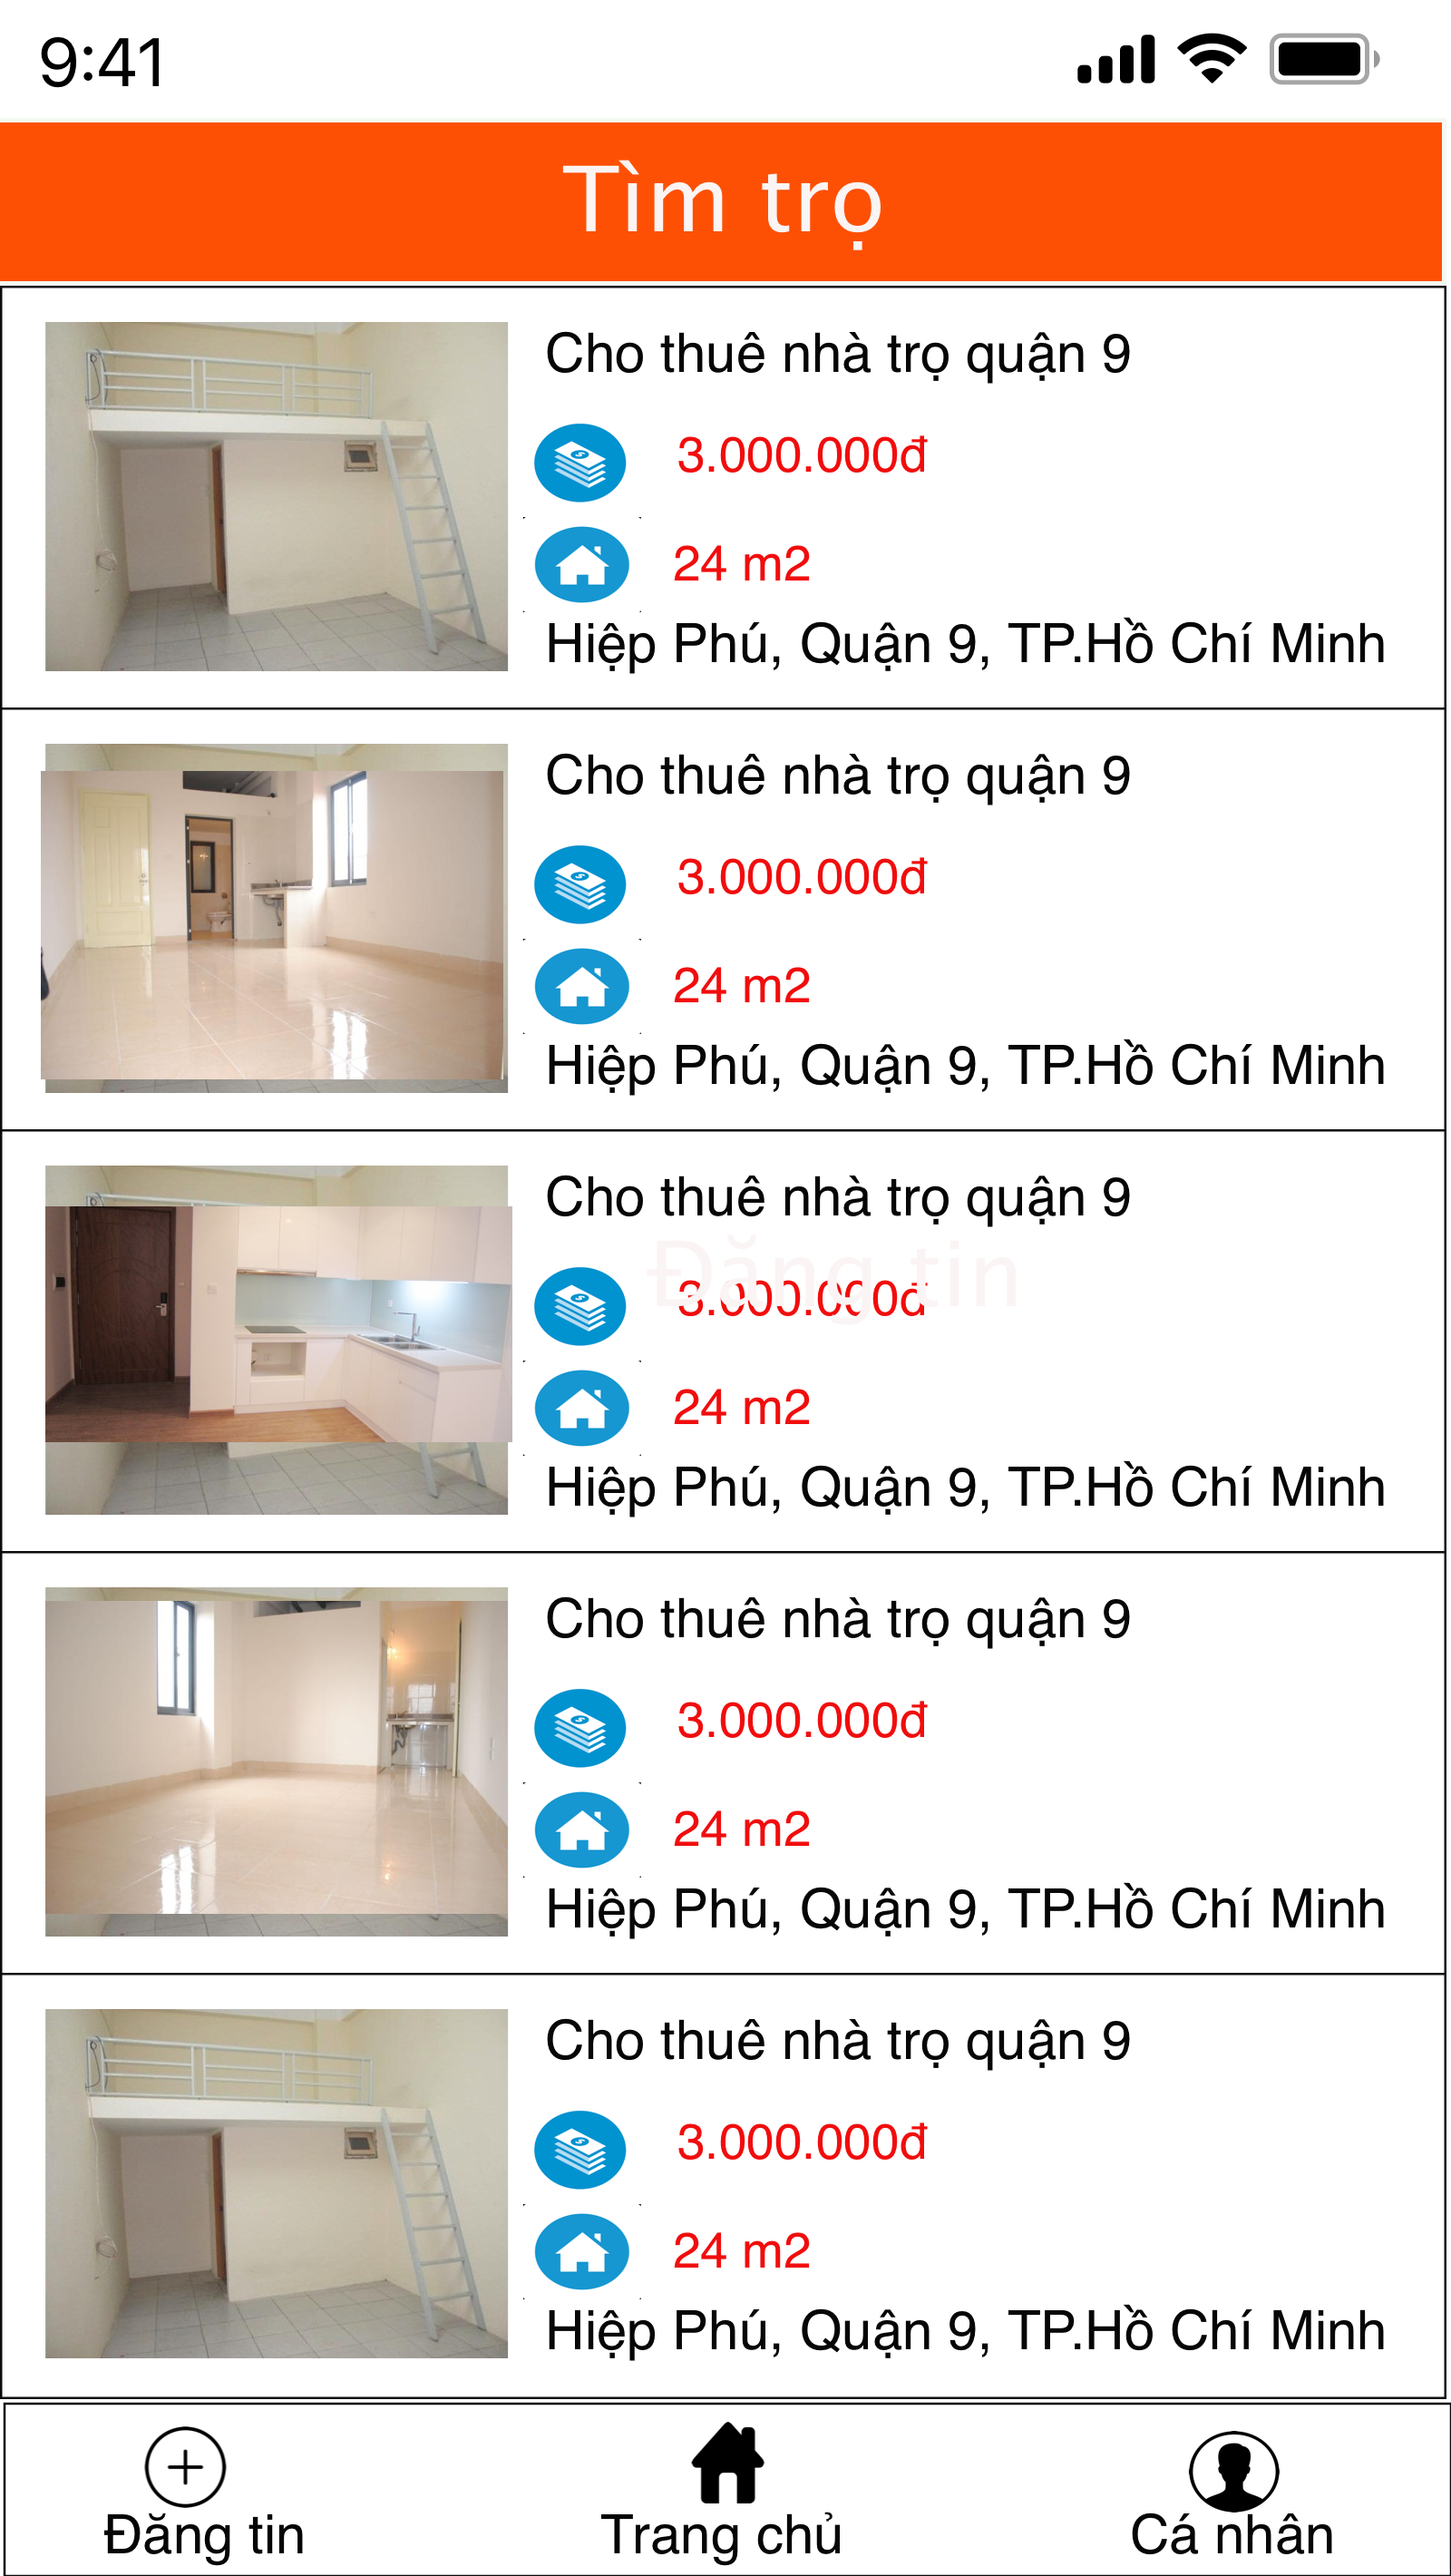 9:41
Tìm trọ
Cho thuê nhà trọ quận 9
3.000.000đ
24 m2
Hiệp Phú, Quận 9, TP.Hồ Chí Minh
Cho thuê nhà trọ quận 9
3.000.000đ
24 m2
Hiệp Phú, Quận 9, TP.Hồ Chí Minh
Cho thuê nhà trọ quận 9
Đăng tin
3.000.000đ
24 m2
Hiệp Phú, Quận 9, TP.Hồ Chí Minh
Cho thuê nhà trọ quận 9
3.000.000đ
24 m2
Hiệp Phú, Quận 9, TP.Hồ Chí Minh
Cho thuê nhà trọ quận 9
3.000.000đ
24 m2
Hiệp Phú, Quận 9, TP.Hồ Chí Minh
Đăng tin
Trang chủ
Cá nhân